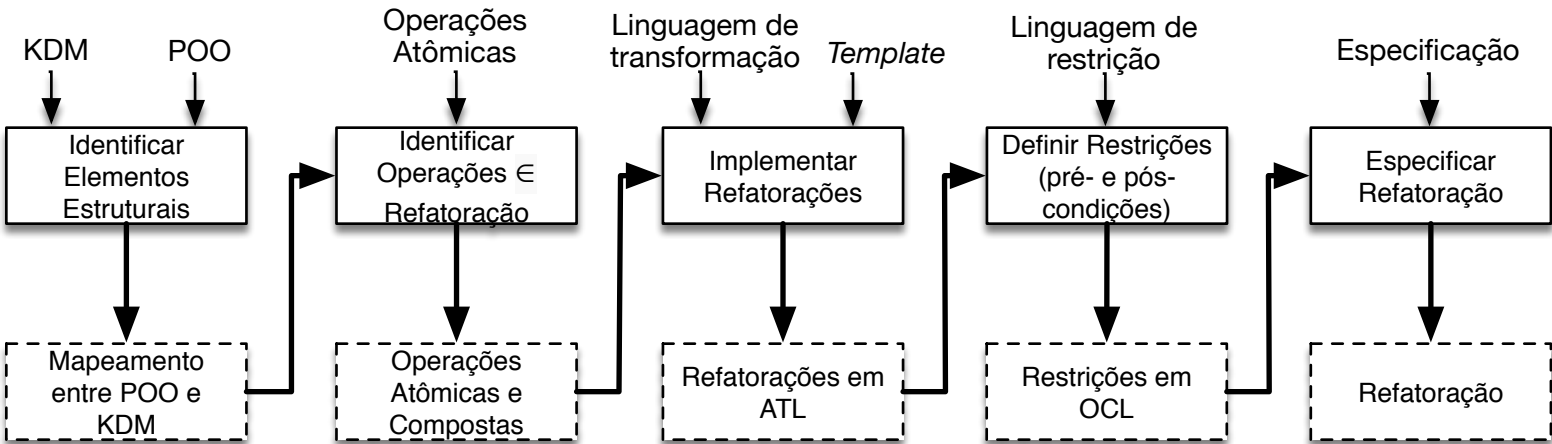 KDM
POO
Operações
Atômicas
Linguagem de
transformação
Template
Linguagem de
restrição
Especificação
Identificar
Elementos
Estruturais
Identificar
Operações ∈
Refatoração
Implementar
Refatorações
Definir Restrições
(pré- e pós-
condições)
Especificar
Refatoração
Mapeamento
entre POO e
KDM
Operações
Atômicas e
Compostas
Refatorações em
ATL
Restrições em
OCL
Refatoração